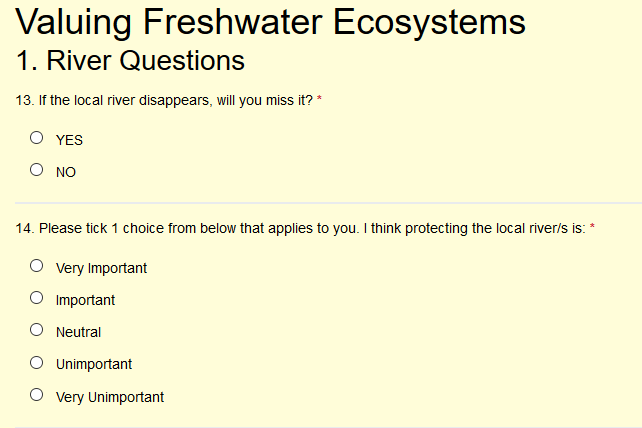 Valuing Freshwater Ecosystems
1. River Questions
13. If the local river disappears, will you miss it? *
YES
NO
14. Please tick 1 choice from below that applies to you. I think protecting the local river/s is: *
Very Important
Important
Neutral
Unimportant
Very Unimportant